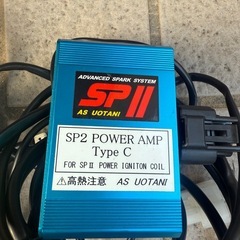 ADVANCED SPARK SYSTEM
SPII
AS UOTANI
SP2 POWER AMP
Type C
FOR SPⅡ POWER IGNITON COIL
⚠高熱注意 AS UOTANI